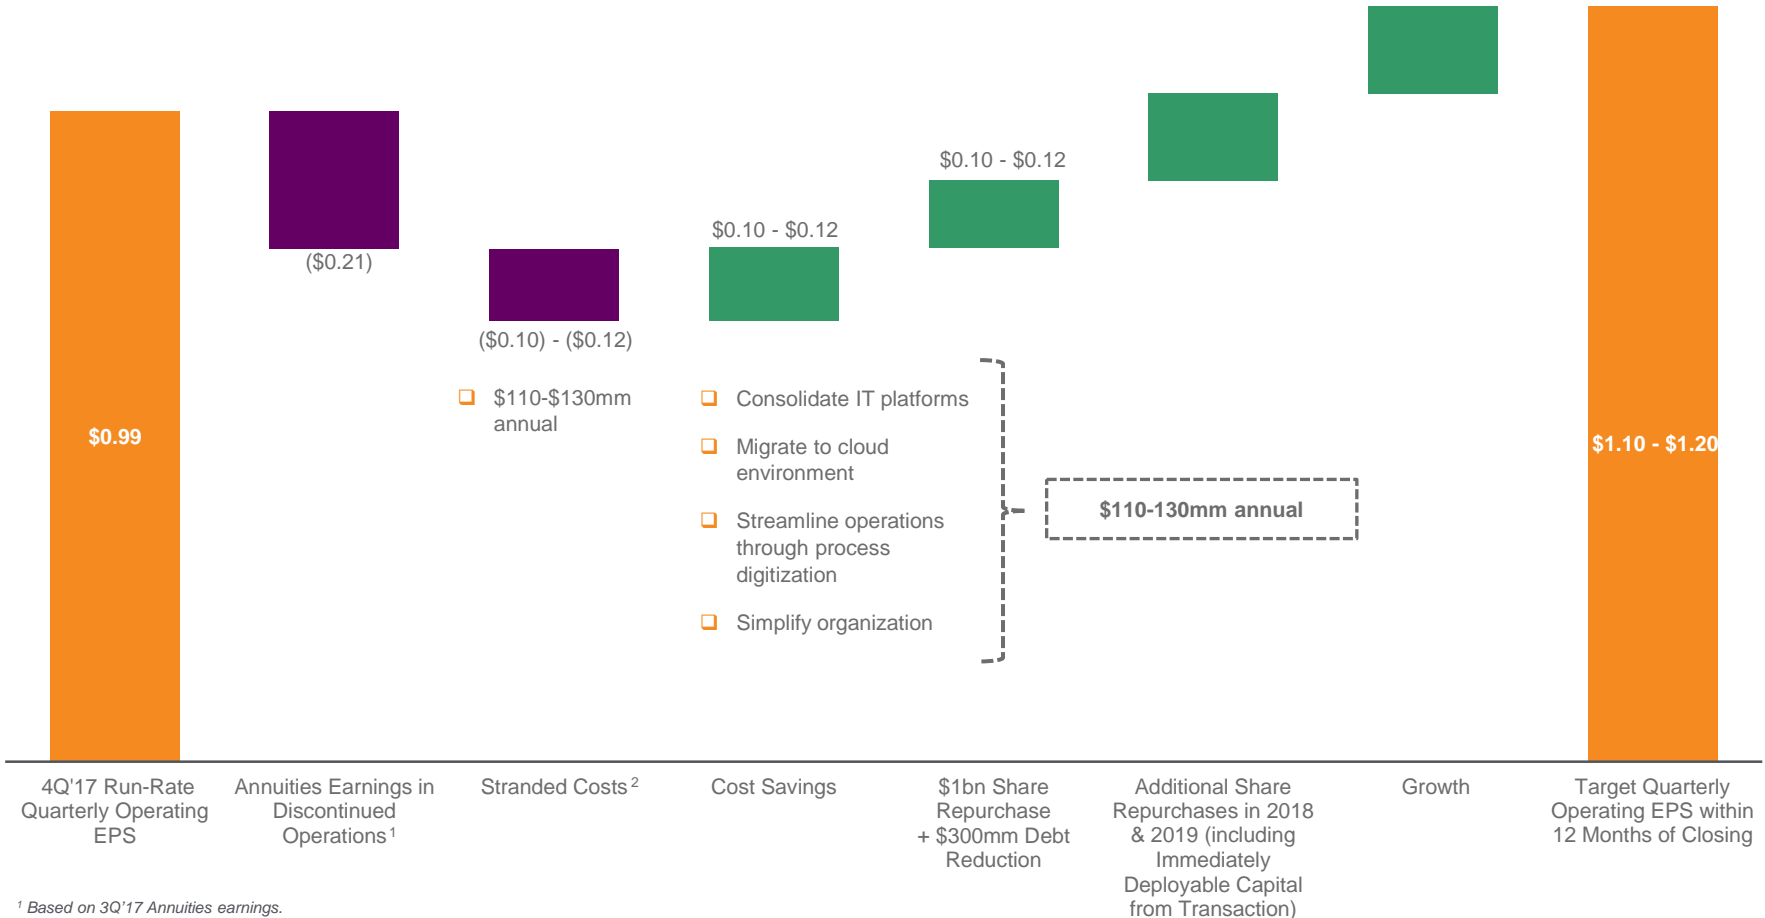 $0.10 - $0.12
$0.10 - $0.12
($0.21)
($0.10) - ($0.12)
❑ $110-$130mm
annual
❑ Consolidate IT platforms
❑ Migrate to cloud
environment
❑ Streamline operations
through process
digitization
❑ Simplify organization
$0.99
$1.10 - $1.20
$110-130mm annual
4Q'17 Run-Rate
Quarterly Operating
EPS
Annuities Earnings in
Discontinued
Operations¹
Stranded Costs²
Cost Savings
$1bn Share
Repurchase
+ $300mm Debt
Reduction
Additional Share
Repurchases in 2018
& 2019 (including
Immediately
Deployable Capital
from Transaction)
Growth
Target Quarterly
Operating EPS within
12 Months of Closing
¹ Based on 3Q'17 Annuities earnings.